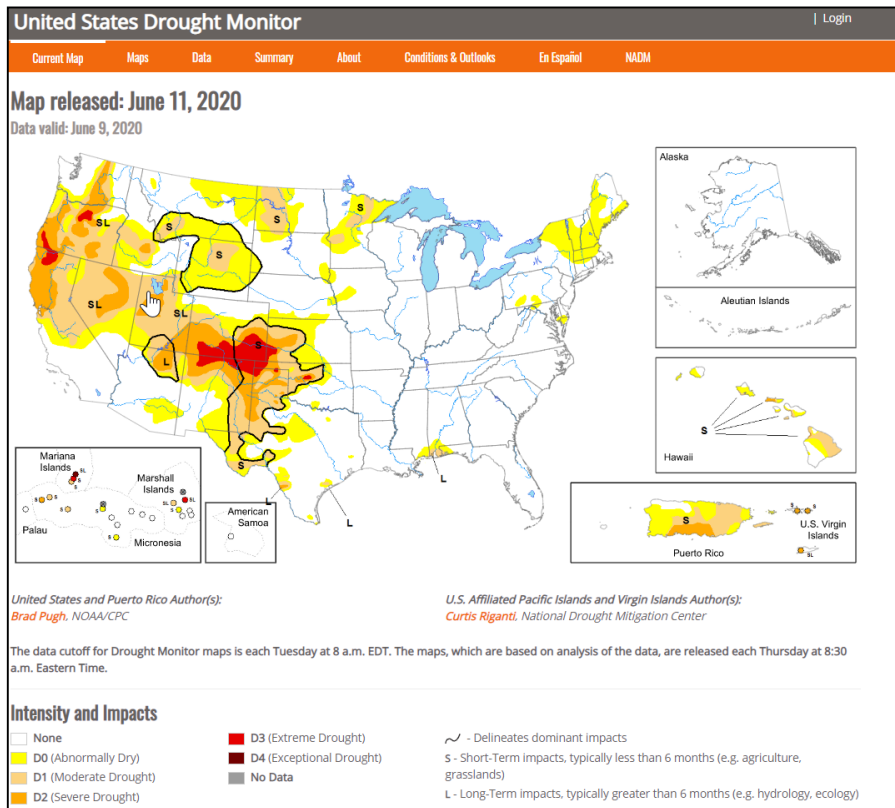 United States Drought Monitor
| Login
Current Map Maps Data Summary About Conditions & Outlooks En Español NADM
Map released: June 11, 2020
Data valid: June 9, 2020
Alaska
Aleutian Islands
S
Hawaii
S
SL
S
S
S
SL
SL
S
L
S
L
L
L
Mariana
Islands
SL
S
S
Marshall
Islands
S
S
S
S
SL
SL
S
S
Palau
Micronesia
American
Samoa
S
S
S
SL
U.S. Virgin
Islands
Puerto Rico
United States and Puerto Rico Author(s):
Brad Pugh, NOAA/CPC
U.S. Affiliated Pacific Islands and Virgin Islands Author(s):
Curtis Riganti, National Drought Mitigation Center
The data cutoff for Drought Monitor maps is each Tuesday at 8 a.m. EDT. The maps, which are based on analysis of the data, are released each Thursday at 8:30
a.m. Eastern Time.
Intensity and Impacts
None
D0 (Abnormally Dry)
D1 (Moderate Drought)
D2 (Severe Drought)
D3 (Extreme Drought)
D4 (Exceptional Drought)
No Data
- Delineates dominant impacts
S - Short-Term impacts, typically less than 6 months (e.g. agriculture,
grasslands)
L - Long-Term impacts, typically greater than 6 months (e.g. hydrology, ecology)